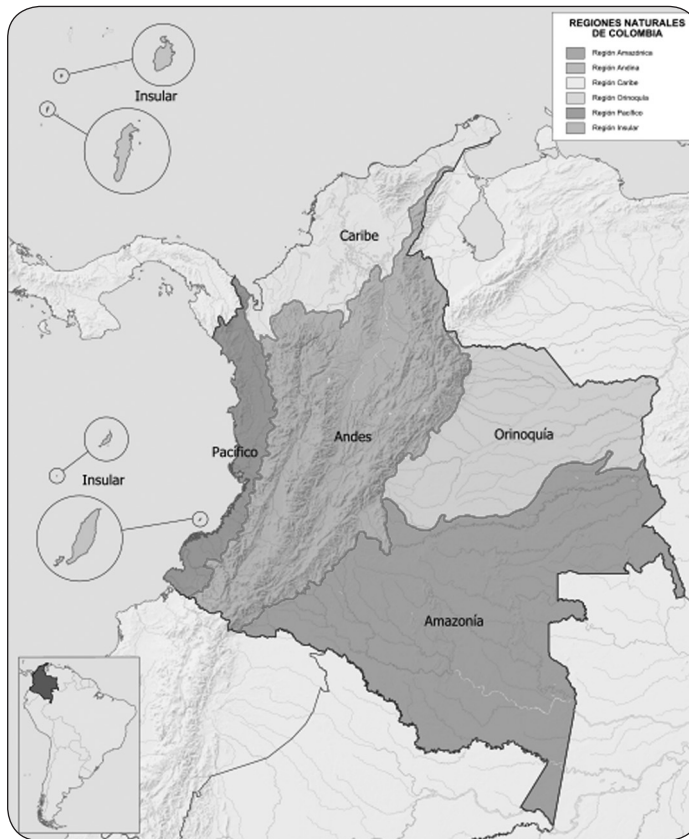 REGIONES NATURALES
DE COLOMBIA
Región Amazónica
Región Andina
Región Caribe
Región Orinoquía
Región Pacífico
Región Insular
Insular
Caribe
Pacífico
Andes
Orinoquía
Insular
Amazonía